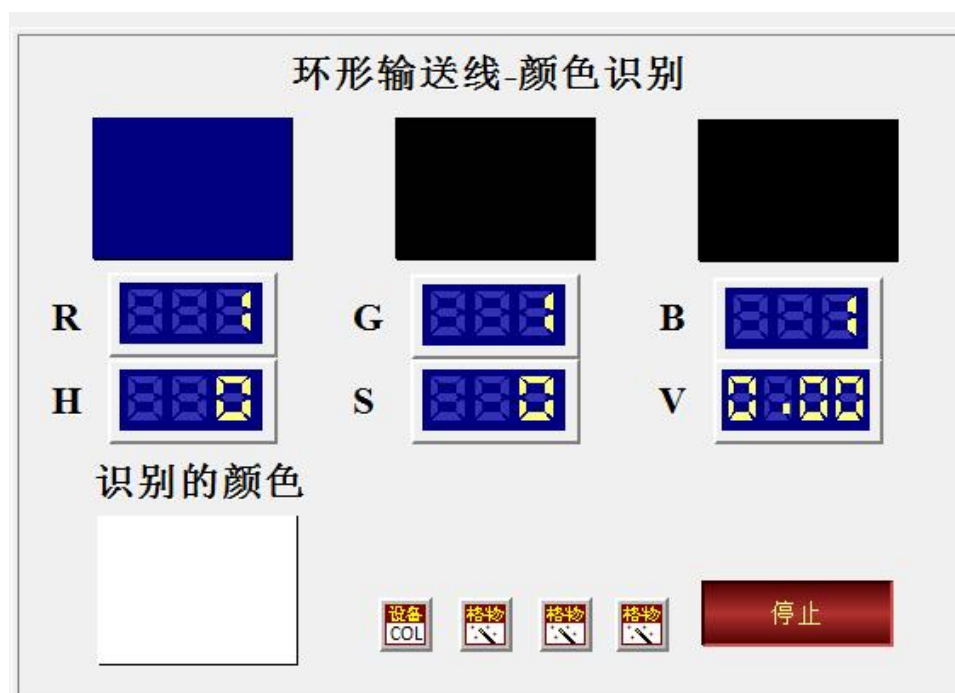 环形输送线-颜色识别
R 1 G 1 B 1
H 0 S 0 V 0.00
识别的颜色
设备 格物 格物 格物 停止
COL